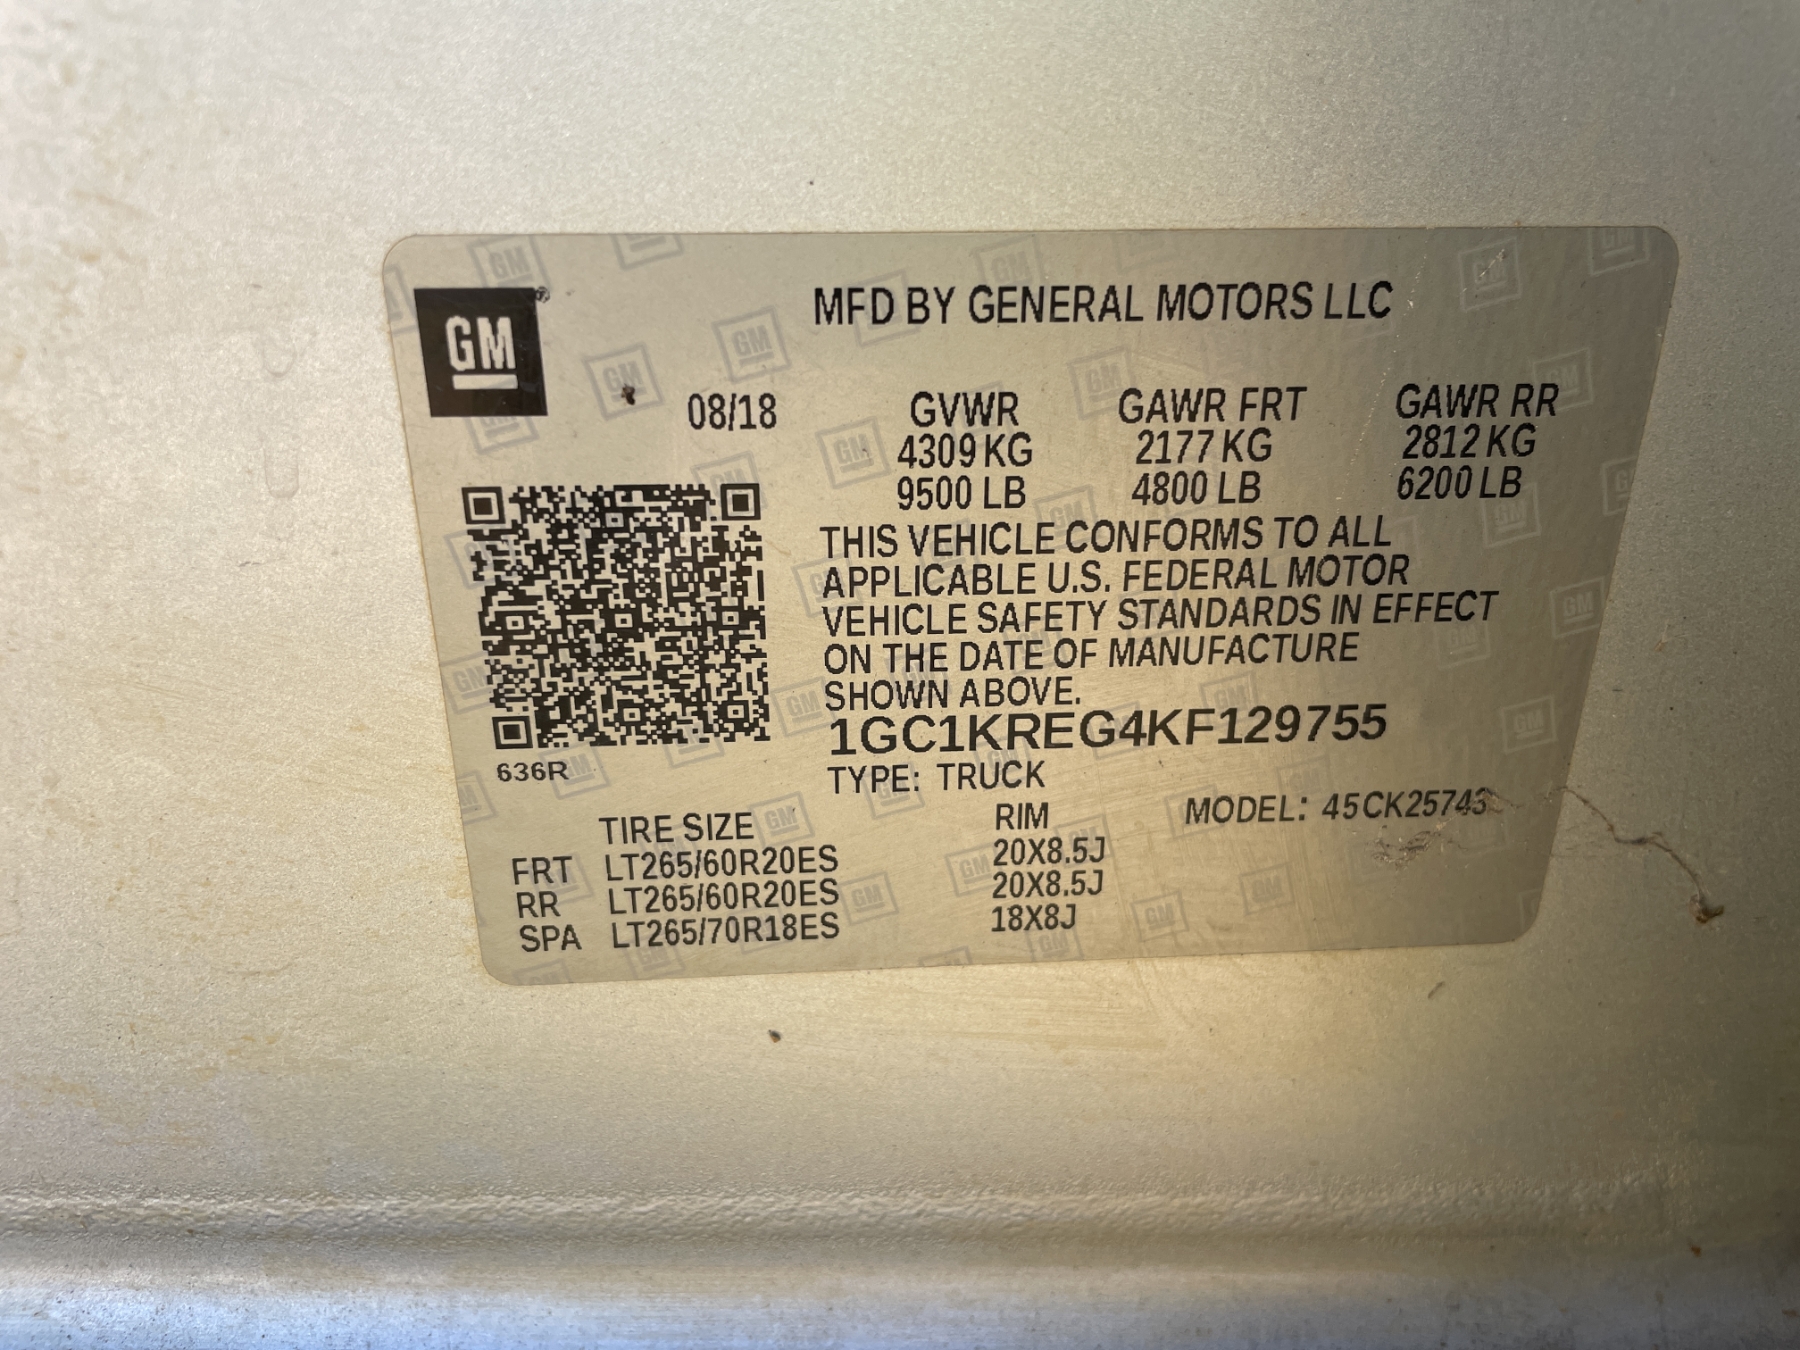 GM
MFD BY GENERAL MOTORS LLC
08/18
GVWR GAWR FRT GAWR RR
4309 KG 2177 KG 2812 KG
9500 LB 4800 LB 6200 LB
THIS VEHICLE CONFORMS TO ALL
APPLICABLE U.S. FEDERAL MOTOR
VEHICLE SAFETY STANDARDS IN EFFECT
ON THE DATE OF MANUFACTURE
SHOWN ABOVE.
1GC1KREG4KF129755
636R
TYPE: TRUCK
MODEL: 45CK25743
TIRE SIZE RIM
FRT LT265/60R20ES 20X8.5J
RR LT265/60R20ES 20X8.5J
SPA LT265/70R18ES 18X8J